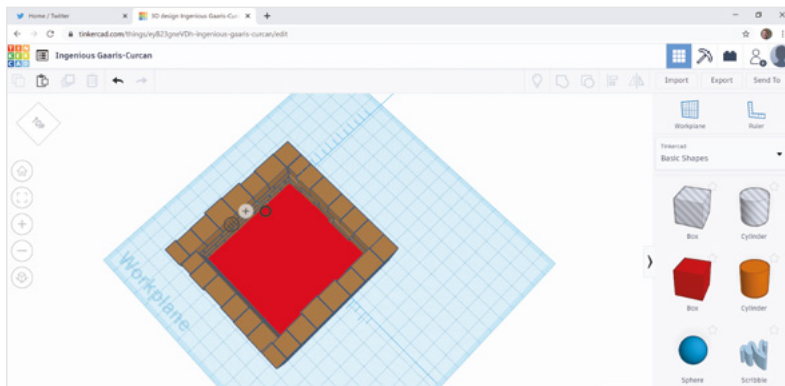 Home / Twitter
3D design Ingenious Gaaris-Curcan
tinkercad.com/things/eyBZ3gneVDh-ingenious-gaaris-curcan/edit
TIN
KER
CAD
Ingenious Gaaris-Curcan
Import
Export
Send To
Workplane
Ruler
Tinkercad
Basic Shapes
Box
Cylinder
Box
Cylinder
Sphere
Scribble
Workplane